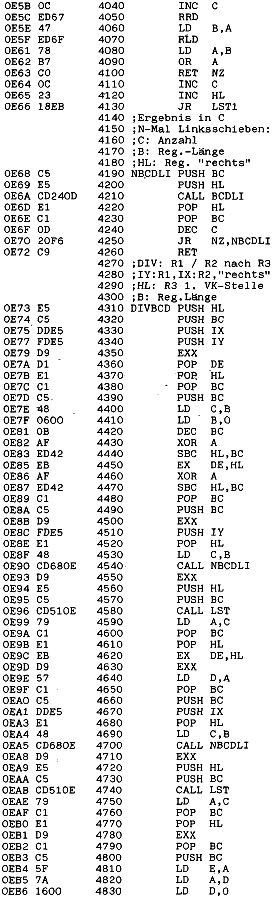 0E5B 0C 4040 INC C
0E5C ED67 4050 RRD
0E5E 47 4060 LD B,A
0E5F ED6F 4070 RLD
0E61 78 4080 LD A,B
0E62 B7 4090 OR A
0E63 C0 4100 RET NZ
0E64 0C 4110 INC C
0E65 23 4120 INC HL
0E66 18EB 4130 JR LST1
4140 ;Ergebnis in C
4150 ;N-Mal Linksschieben:
4160 ;C: Anzahl
4170 ;B: Reg.-Länge
4180 ;HL: Reg. "rechts"
0E68 C5 4190 NBCDLI PUSH BC
0E69 E5 4200 PUSH HL
0E6A CD240D 4210 CALL BCDLI
0E6D E1 4220 POP HL
0E6E C1 4230 POP BC
0E6F 0D 4240 DEC C
0E70 20F6 4250 JR NZ,NBCDLI
0E72 C9 4260 RET
4270 ;DIV: R1 / R2 nach R3
4280 ;IY:R1,IX:R2,"rechts"
4290 ;HL: R3 1. VK-Stelle
4300 ;B: Reg.Länge
0E73 E5 4310 DIVBCD PUSH HL
0E74 C5 4320 PUSH BC
0E75 DDE5 4330 PUSH IX
0E77 FDE5 4340 PUSH IY
0E79 D9 4350 EXX
0E7A D1 4360 POP DE
0E7B E1 4370 POP HL
0E7C C1 4380 POP BC
0E7D C5 4390 PUSH BC
0E7E 48 4400 LD C,B
0E7F 0600 4410 LD B,0
0E81 0B 4420 DEC BC
0E82 AF 4430 XOR A
0E83 ED42 4440 SBC HL,BC
0E85 EB 4450 EX DE,HL
0E86 AF 4460 XOR A
0E87 ED42 4470 SBC HL,BC
0E89 C1 4480 POP BC
0E8A C5 4490 PUSH BC
0E8B D9 4500 EXX
0E8C FDE5 4510 PUSH IY
0E8E E1 4520 POP HL
0E8F 48 4530 LD C,B
0E90 CD680E 4540 CALL NBCDLI
0E93 D9 4550 EXX
0E94 E5 4560 PUSH HL
0E95 C5 4570 PUSH BC
0E96 CD510E 4580 CALL LST
0E99 79 4590 LD A,C
0E9A C1 4600 POP BC
0E9B E1 4610 POP HL
0E9C EB 4620 EX DE,HL
0E9D D9 4630 EXX
0E9E 57 4640 LD D,A
0E9F C1 4650 POP BC
0EA0 C5 4660 PUSH BC
0EA1 DDE5 4670 PUSH IX
0EA3 E1 4680 POP HL
0EA4 48 4690 LD C,B
0EA5 CD680E 4700 CALL NBCDLI
0EA8 D9 4710 EXX
0EA9 E5 4720 PUSH HL
0EAA C5 4730 PUSH BC
0EAB CD510E 4740 CALL LST
0EAE 79 4750 LD A,C
0EAF C1 4760 POP BC
0EB0 E1 4770 POP HL
0EB1 D9 4780 EXX
0EB2 C1 4790 POP BC
0EB3 C5 4800 PUSH BC
0EB4 5F 4810 LD E,A
0EB5 7A 4820 LD A,D
0EB6 1600 4830 LD D,0